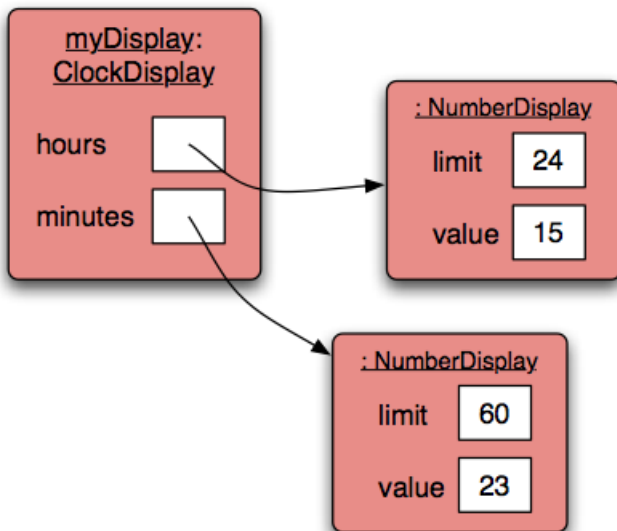 myDisplay:
ClockDisplay
hours
minutes
: NumberDisplay
limit 24
value 15
: NumberDisplay
limit 60
value 23